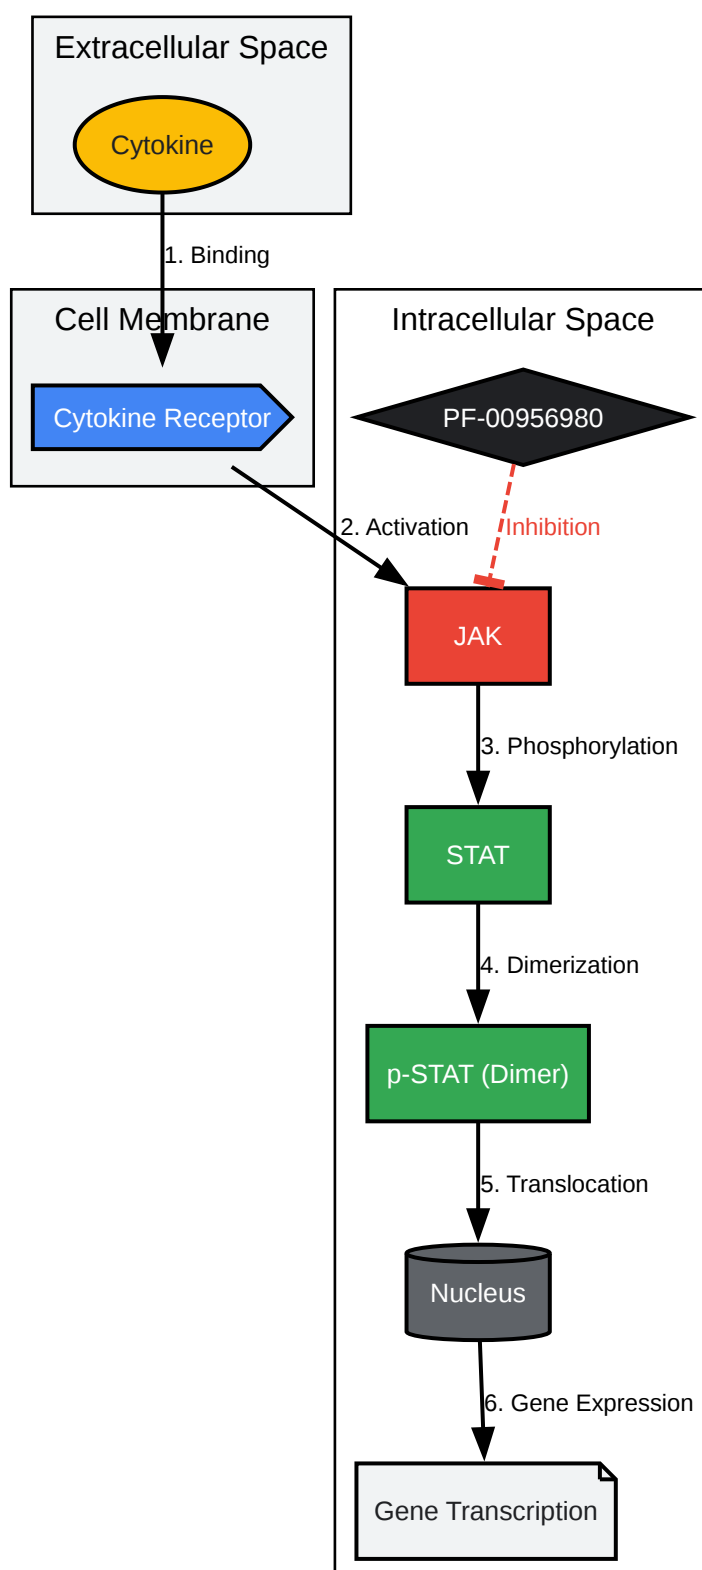 Extracellular Space
Cytokine
1. Binding
Cell Membrane
Cytokine Receptor
Intracellular Space
PF-00956980
2. Activation
Inhibition
JAK
3. Phosphorylation
STAT
4. Dimerization
p-STAT (Dimer)
5. Translocation
Nucleus
6. Gene Expression
Gene Transcription